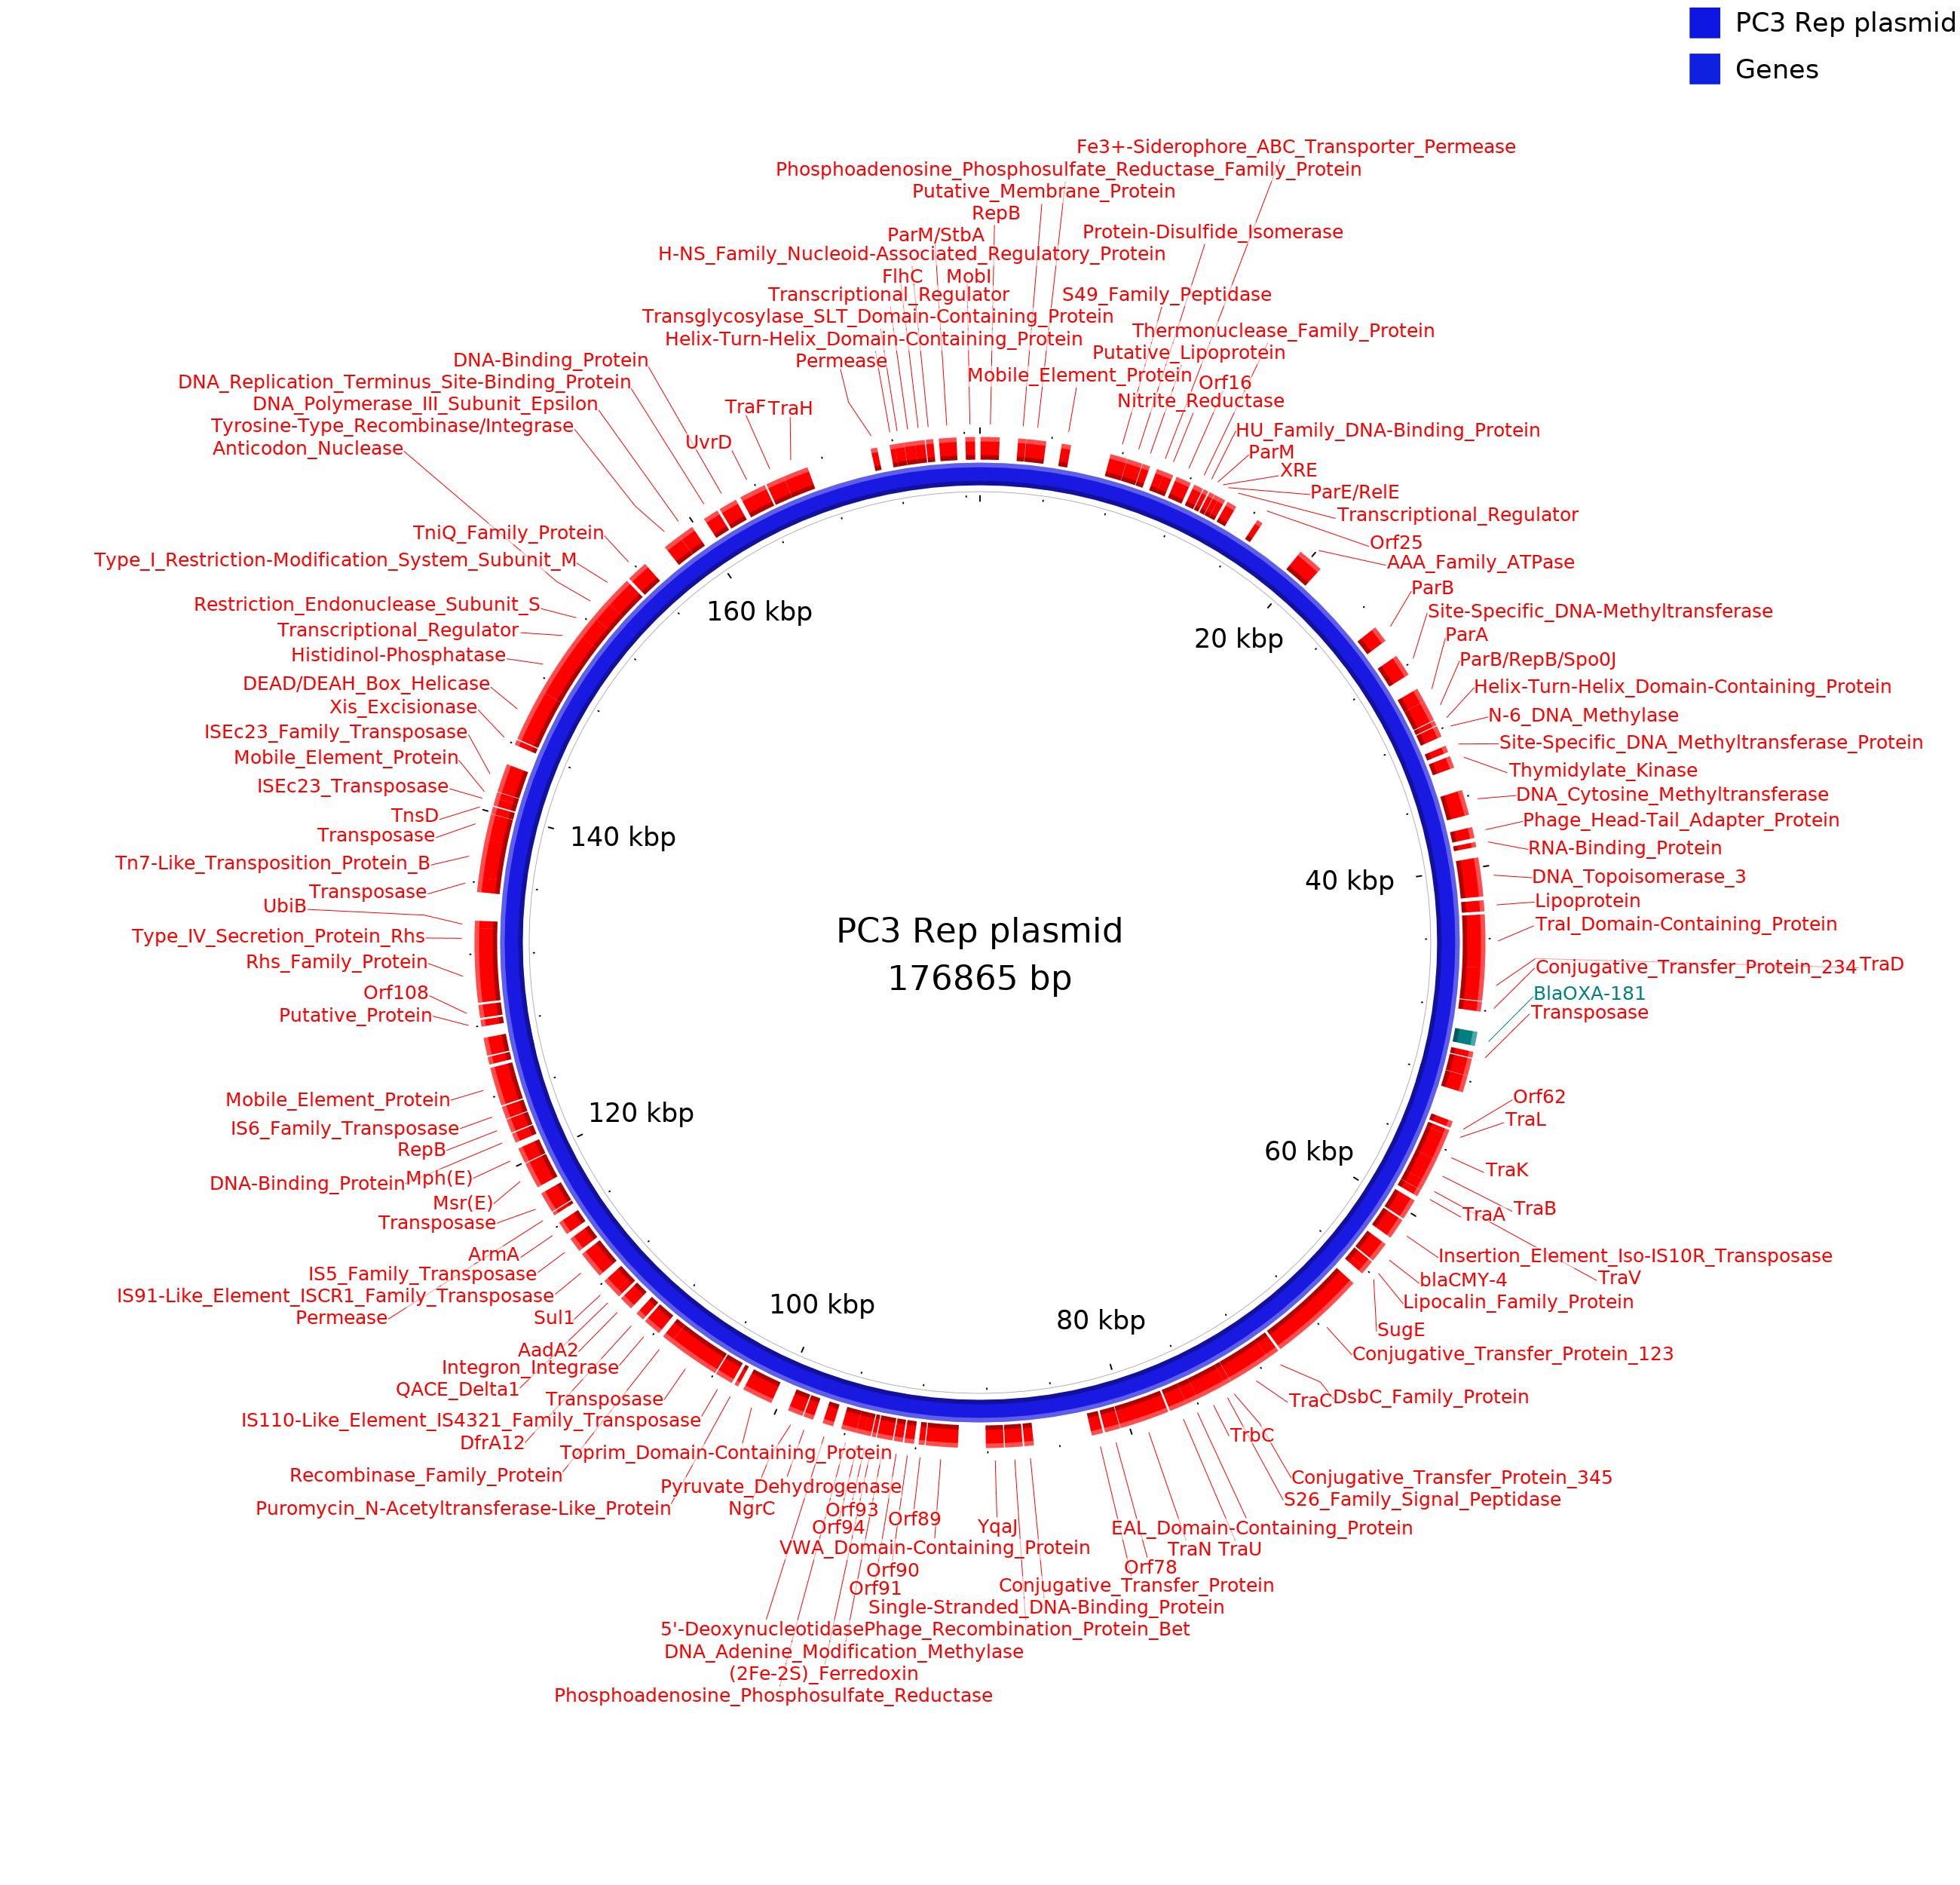 PC3 Rep plasmid
Genes
Fe3+-Siderophore_ABC_Transporter_Permease
Phosphoadenosine_Phosphosulfate_Reductase_Family_Protein
Putative_Membrane_Protein
RepB
Protein-Disulfide_Isomerase
ParM/StbA
H-NS_Family_Nucleoid-Associated_Regulatory_Protein
FlhC
MobI
Transcriptional_Regulator
S49_Family_Peptidase
Transglycosylase_SLT_Domain-Containing_Protein
Thermonuclease_Family_Protein
Helix-Turn-Helix_Domain-Containing_Protein
Putative_Lipoprotein
Permease
Mobile_Element_Protein
Orf16
Nitrite_Reductase
HU_Family_DNA-Binding_Protein
ParM
XRE
ParE/RelE
Transcriptional_Regulator
Orf25
AAA_Family_ATPase
ParB
Site-Specific_DNA-Methyltransferase
ParA
ParB/RepB/Spo0J
Helix-Turn-Helix_Domain-Containing_Protein
N-6_DNA_Methylase
Site-Specific_DNA_Methyltransferase_Protein
Thymidylate_Kinase
DNA_Cytosine_Methyltransferase
Phage_Head-Tail_Adapter_Protein
RNA-Binding_Protein
DNA_Topoisomerase_3
Lipoprotein
TraI_Domain-Containing_Protein
Conjugative_Transfer_Protein_234
TraD
BlaOXA-181
Transposase
Orf62
TraL
TraK
TraB
TraA
Insertion_Element_Iso-IS10R_Transposase
TraV
blaCMY-4
Lipocalin_Family_Protein
SugE
Conjugative_Transfer_Protein_123
DsbC_Family_Protein
TraC
TrbC
Conjugative_Transfer_Protein_345
S26_Family_Signal_Peptidase
EAL_Domain-Containing_Protein
TraN
TraU
Orf78
Conjugative_Transfer_Protein
Single-Stranded_DNA-Binding_Protein
Phage_Recombination_Protein_Bet
YqaJ
VWA_Domain-Containing_Protein
Orf89
Orf90
Orf91
5'-Deoxynucleotidase
DNA_Adenine_Modification_Methylase
(2Fe-2S)_Ferredoxin
Phosphoadenosine_Phosphosulfate_Reductase
Orf93
Orf94
NgrC
Pyruvate_Dehydrogenase
Toprim_Domain-Containing_Protein
Puromycin_N-Acetyltransferase-Like_Protein
Recombinase_Family_Protein
DfrA12
IS110-Like_Element_IS4321_Family_Transposase
Transposase
QACE_Delta1
Integron_Integrase
AadA2
Sul1
Permease
IS91-Like_Element_ISCR1_Family_Transposase
IS5_Family_Transposase
ArmA
Transposase
Msr(E)
Mph(E)
DNA-Binding_Protein
RepB
IS6_Family_Transposase
Mobile_Element_Protein
Putative_Protein
Orf108
Rhs_Family_Protein
Type_IV_Secretion_Protein_Rhs
UbiB
Transposase
Tn7-Like_Transposition_Protein_B
Transposase
TnsD
ISEc23_Transposase
Mobile_Element_Protein
ISEc23_Family_Transposase
Xis_Excisionase
DEAD/DEAH_Box_Helicase
Histidinol-Phosphatase
Transcriptional_Regulator
Restriction_Endonuclease_Subunit_S
Type_I_Restriction-Modification_System_Subunit_M
TniQ_Family_Protein
Anticodon_Nuclease
Tyrosine-Type_Recombinase/Integrase
DNA_Polymerase_III_Subunit_Epsilon
DNA_Replication_Terminus_Site-Binding_Protein
DNA-Binding_Protein
UvrD
TraF
TraH
20 kbp
40 kbp
60 kbp
80 kbp
100 kbp
120 kbp
140 kbp
160 kbp
PC3 Rep plasmid
176865 bp